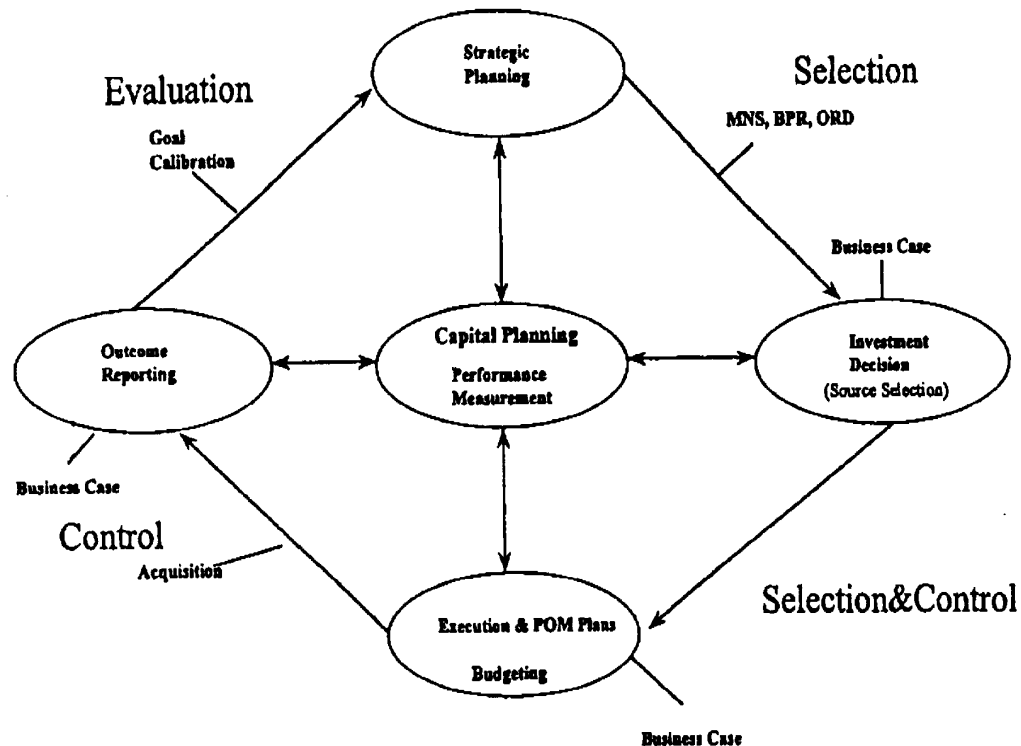 Strategic
Planning
Evaluation
Selection
Goal
Calibration
MNS, BPR, ORD
Business Case
Outcome
Reporting
Capital Planning
Performance
Measurement
Investment
Decision
(Source Selection)
Business Case
Control
Acquisition
Selection&Control
Execution & POM Plans
Budgeting
Business Case